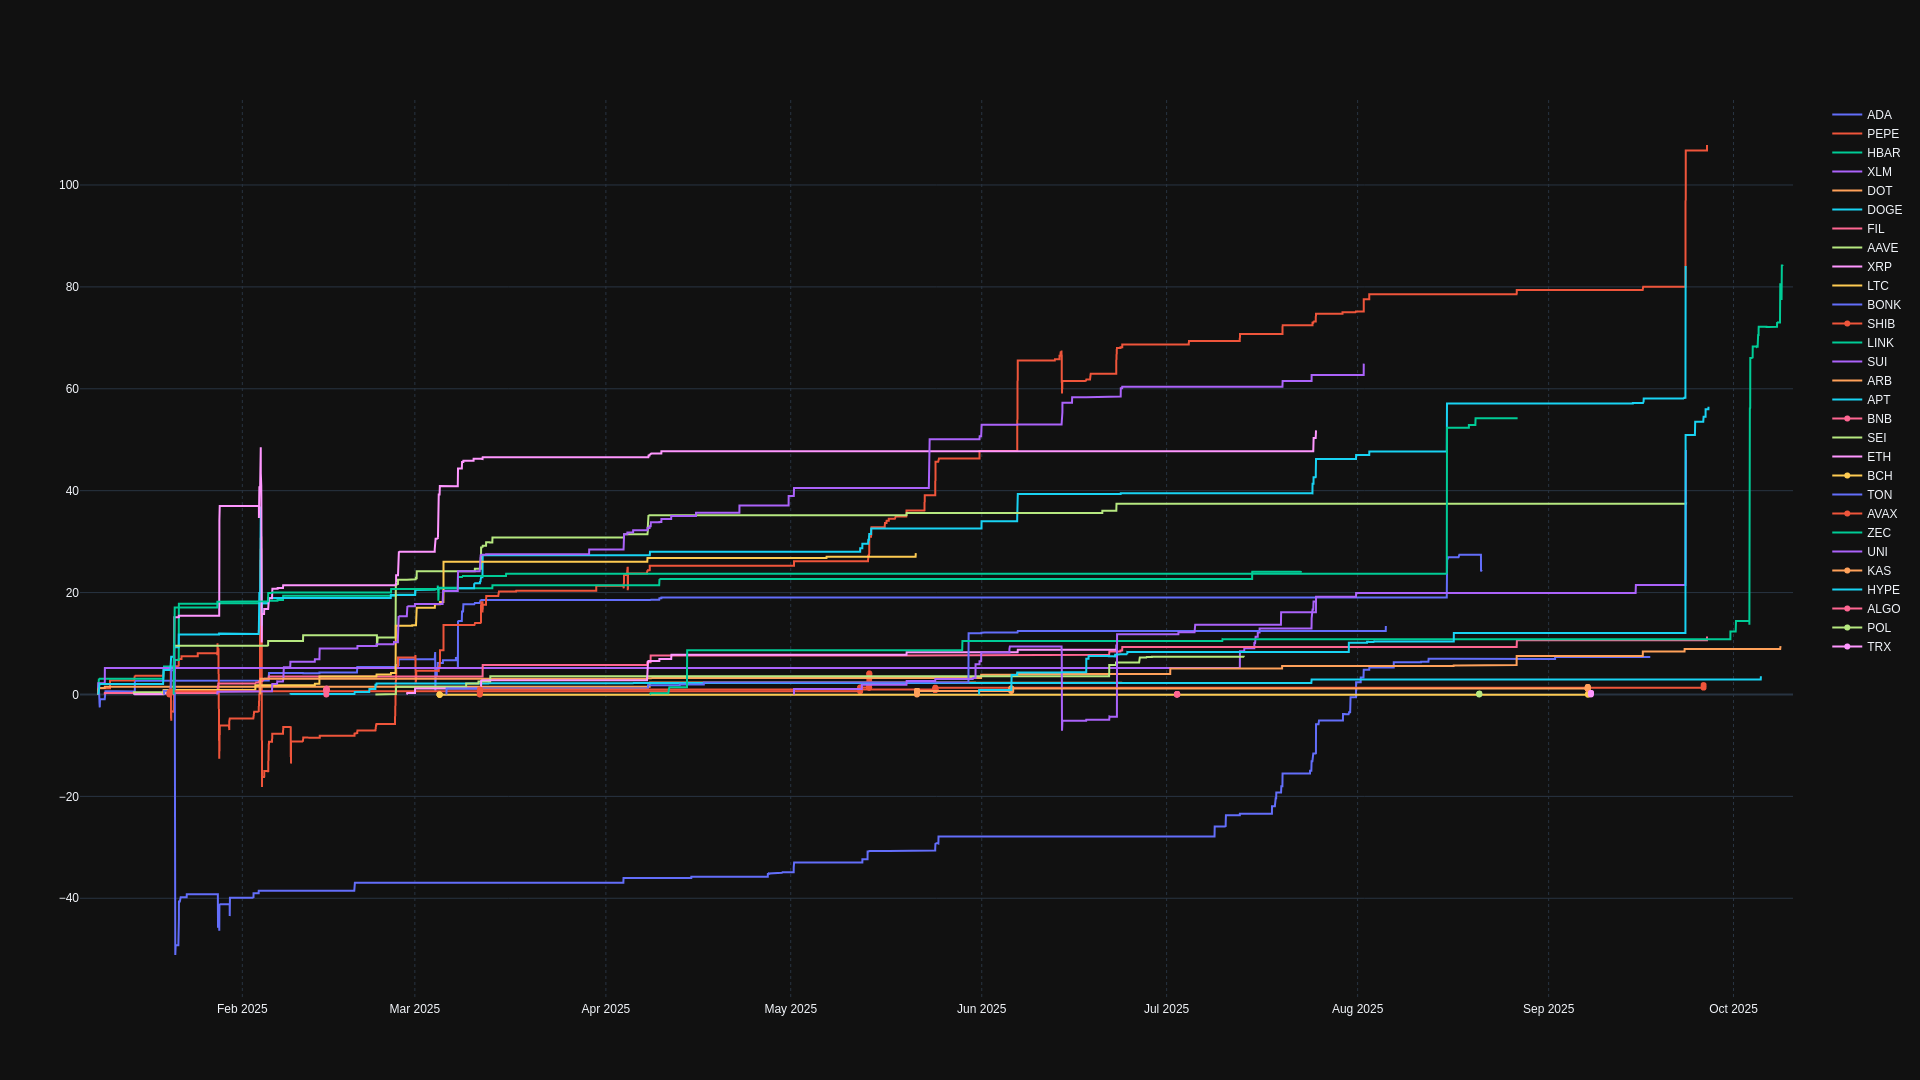 100
80
60
40
20
0
−20
−40
Feb 2025
Mar 2025
Apr 2025
May 2025
Jun 2025
Jul 2025
Aug 2025
Sep 2025
Oct 2025
ADA
PEPE
HBAR
XLM
DOT
DOGE
FIL
AAVE
XRP
LTC
BONK
SHIB
LINK
SUI
ARB
APT
BNB
SEI
ETH
BCH
TON
AVAX
ZEC
UNI
KAS
HYPE
ALGO
POL
TRX